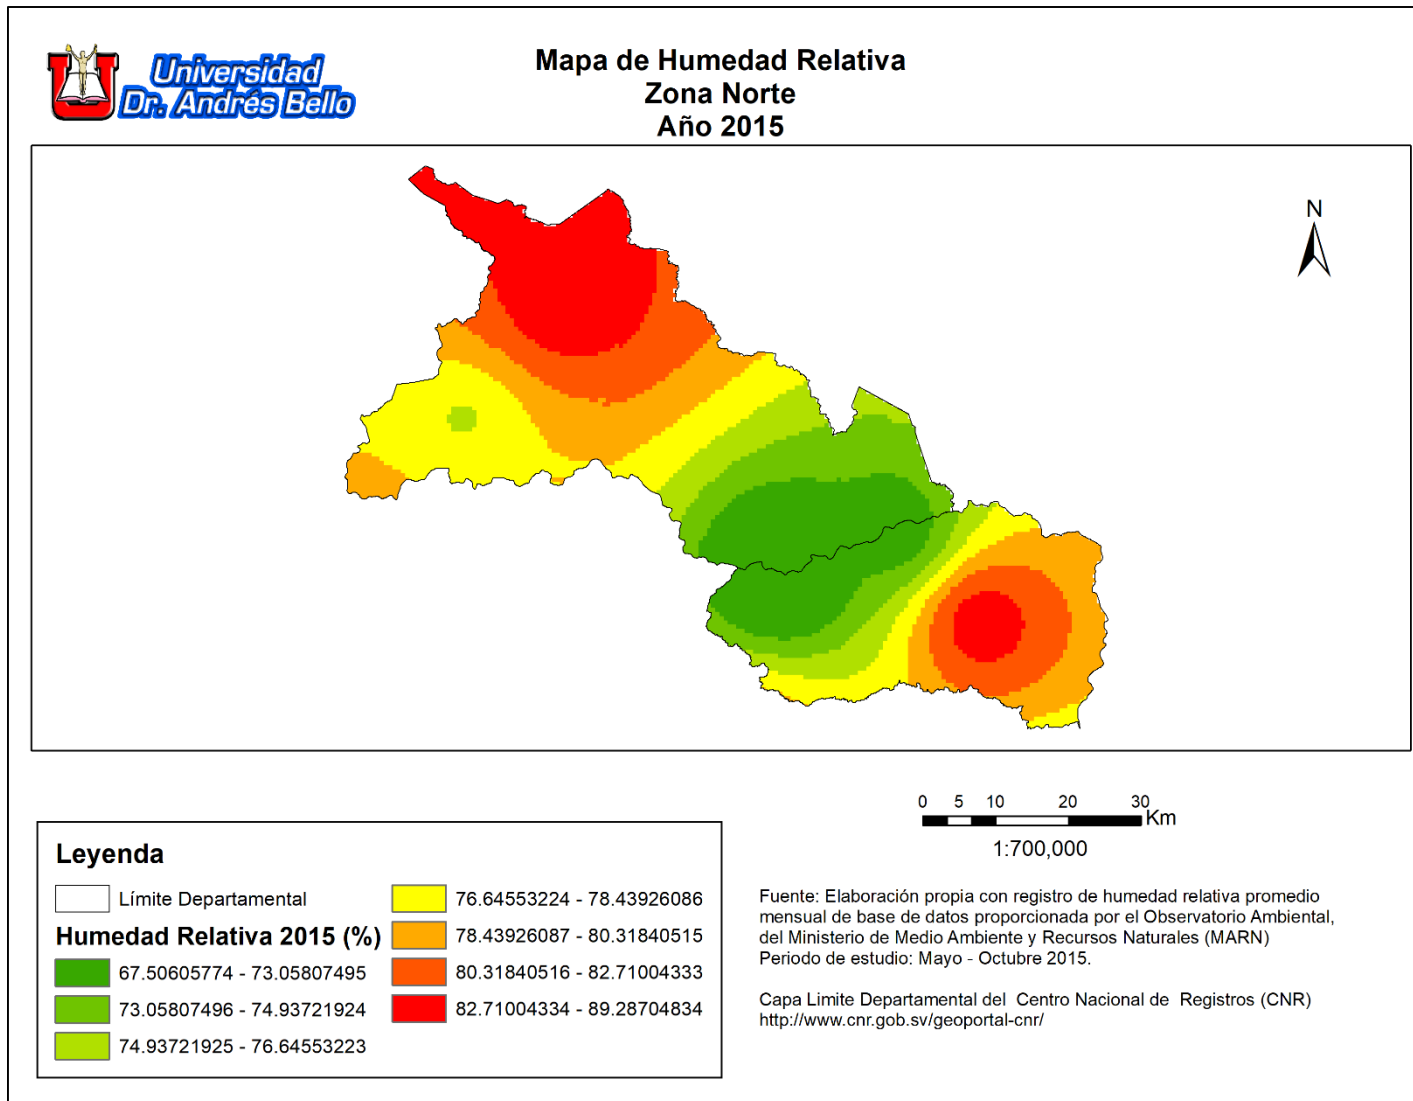 Universidad
Dr. Andrés Bello
Mapa de Humedad Relativa
Zona Norte
Año 2015
N
0 5 10 20 30
Km
1:700,000
Leyenda
Límite Departamental
Humedad Relativa 2015 (%)
67.50605774 - 73.05807495
73.05807496 - 74.93721924
74.93721925 - 76.64553223
76.64553224 - 78.43926086
78.43926087 - 80.31840515
80.31840516 - 82.71004333
82.71004334 - 89.28704834
Fuente: Elaboración propia con registro de humedad relativa promedio
mensual de base de datos proporcionada por el Observatorio Ambiental,
del Ministerio de Medio Ambiente y Recursos Naturales (MARN)
Periodo de estudio: Mayo - Octubre 2015.
Capa Limite Departamental del Centro Nacional de Registros (CNR)
http://www.cnr.gob.sv/geoportal-cnr/